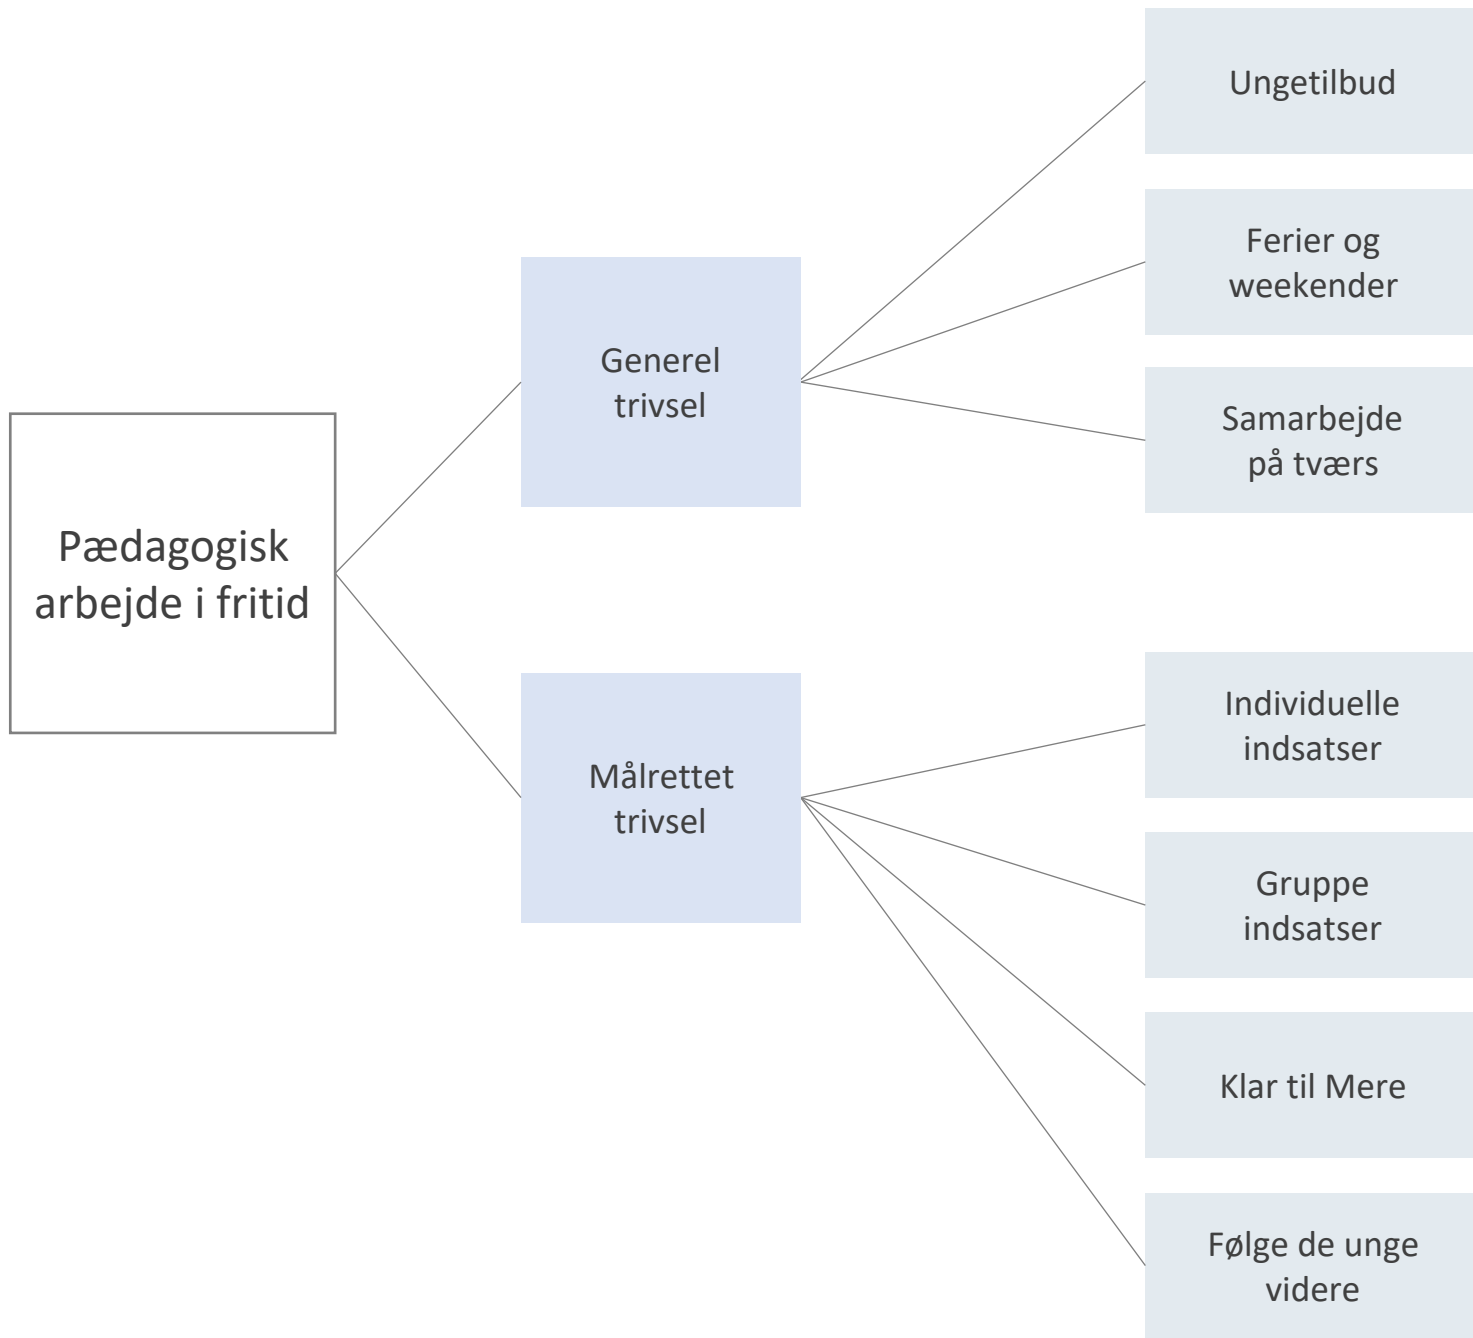 Pædagogisk
arbejde i fritid
Generel
trivsel
Ungetilbud
Ferier og
weekender
Samarbejde
på tværs
Målrettet
trivsel
Individuelle
indsatser
Gruppe
indsatser
Klar til Mere
Følge de unge
videre